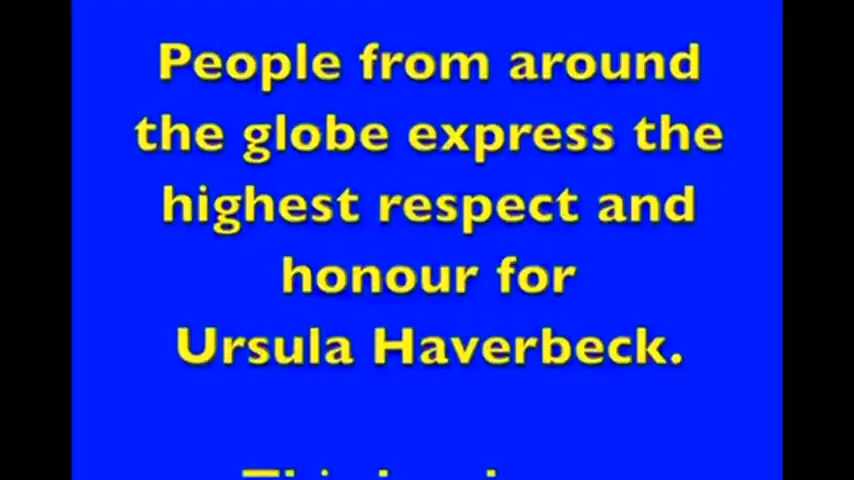 People from around
the globe express the
highest respect and
honour for
Ursula Haverbeck.